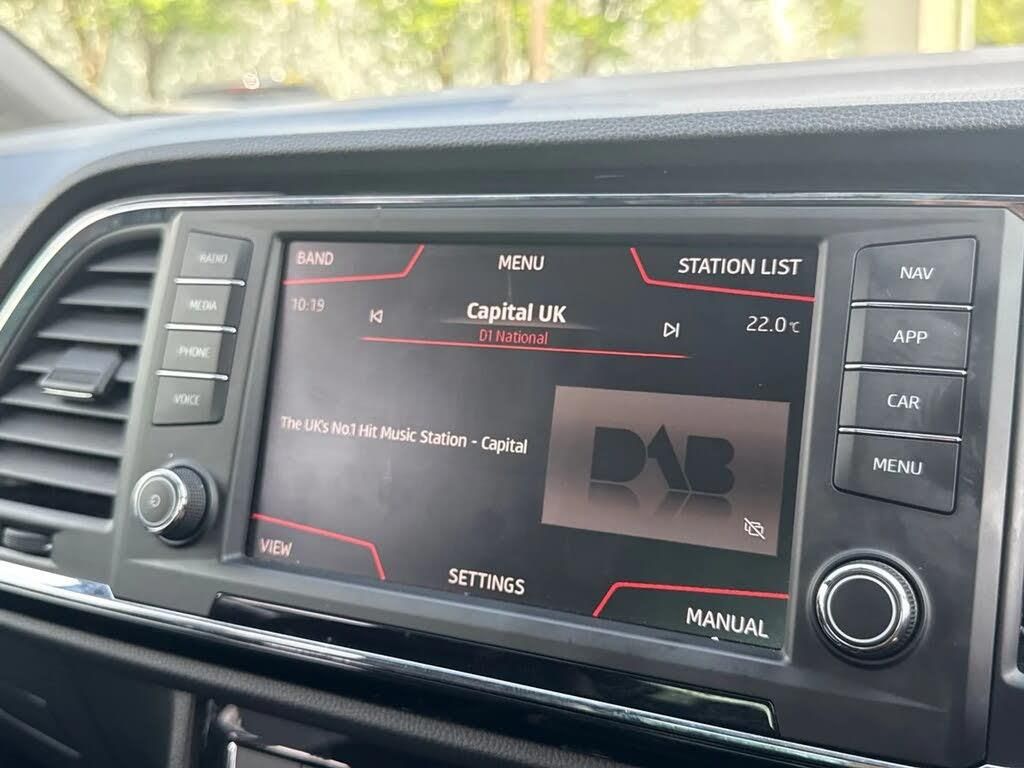 RADIO
MEDIA
PHONE
VOICE
BAND
MENU
STATION LIST
10:19
Capital UK
D1 National
22.0°C
The UK's No.1 Hit Music Station - Capital
DAB
VIEW
SETTINGS
MANUAL
NAV
APP
CAR
MENU